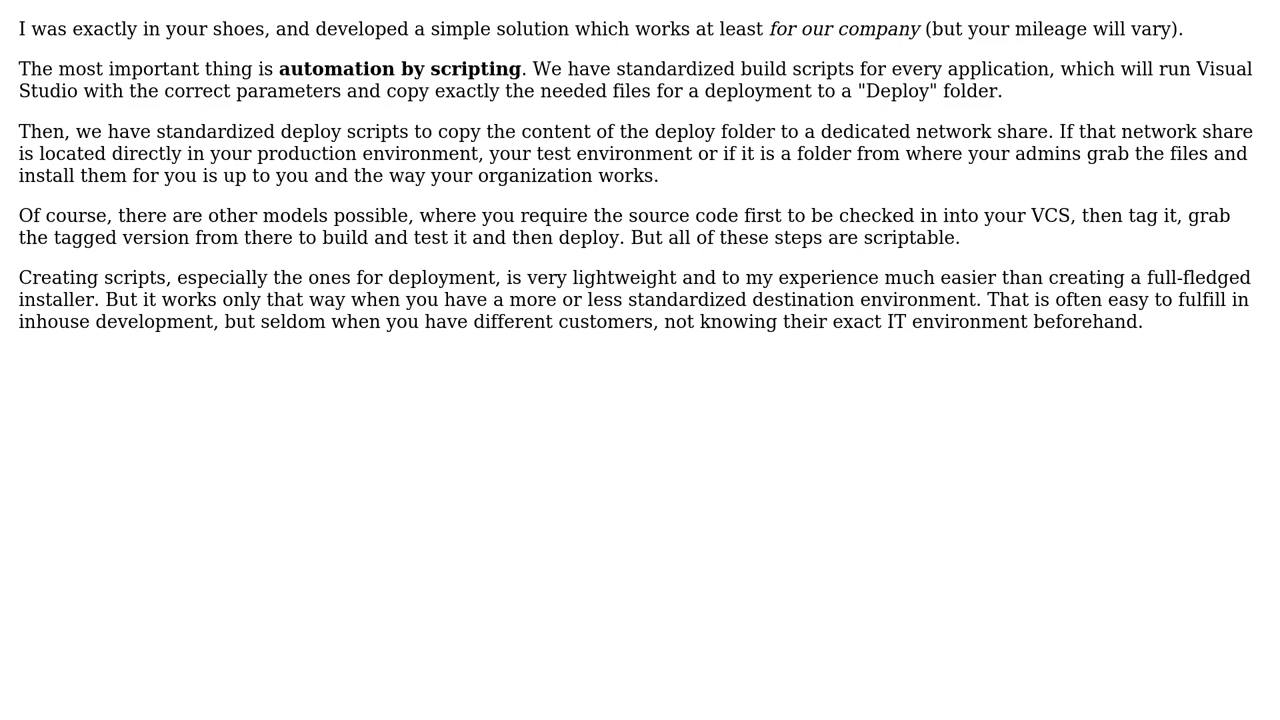 I was exactly in your shoes, and developed a simple solution which works at least for our company (but your mileage will vary).
The most important thing is automation by scripting. We have standardized build scripts for every application, which will run Visual
Studio with the correct parameters and copy exactly the needed files for a deployment to a "Deploy" folder.
Then, we have standardized deploy scripts to copy the content of the deploy folder to a dedicated network share. If that network share
is located directly in your production environment, your test environment or if it is a folder from where your admins grab the files and
install them for you is up to you and the way your organization works.
Of course, there are other models possible, where you require the source code first to be checked in into your VCS, then tag it, grab
the tagged version from there to build and test it and then deploy. But all of these steps are scriptable.
Creating scripts, especially the ones for deployment, is very lightweight and to my experience much easier than creating a full-fledged
installer. But it works only that way when you have a more or less standardized destination environment. That is often easy to fulfill in
inhouse development, but seldom when you have different customers, not knowing their exact IT environment beforehand.